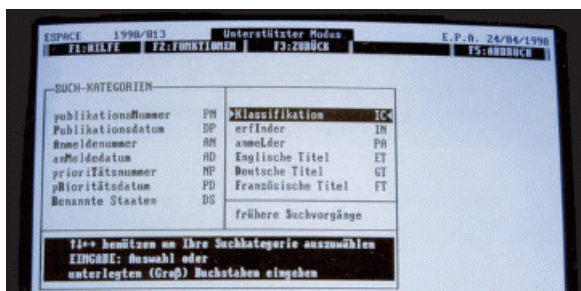 ESPACE 1998/013 Unterstützter Modus E.P.A. 24/04/1998
F1:HILFE F2:FUNKTIONEN F3:ZURÜCK F5:ABBRUCH
SUCH-KATEGORIEN
publikationsNummer PN
Publikationsdatum DP
Anmeldenummer AN
anMeldedatum AD
prioriTätsnummer NP
pRioritätsdatum PD
Benannte Staaten DS
Klassifikation IC
erfInder IN
anmeLder PA
Englische Titel ET
Deutsche Titel GT
Französische Titel FT
frühere Suchvorgänge
↑↓↔ benützen um Ihre Suchkategorie auszuwählen
EINGABE: Auswahl oder
unterlegten (Groß) Buchstaben eingeben